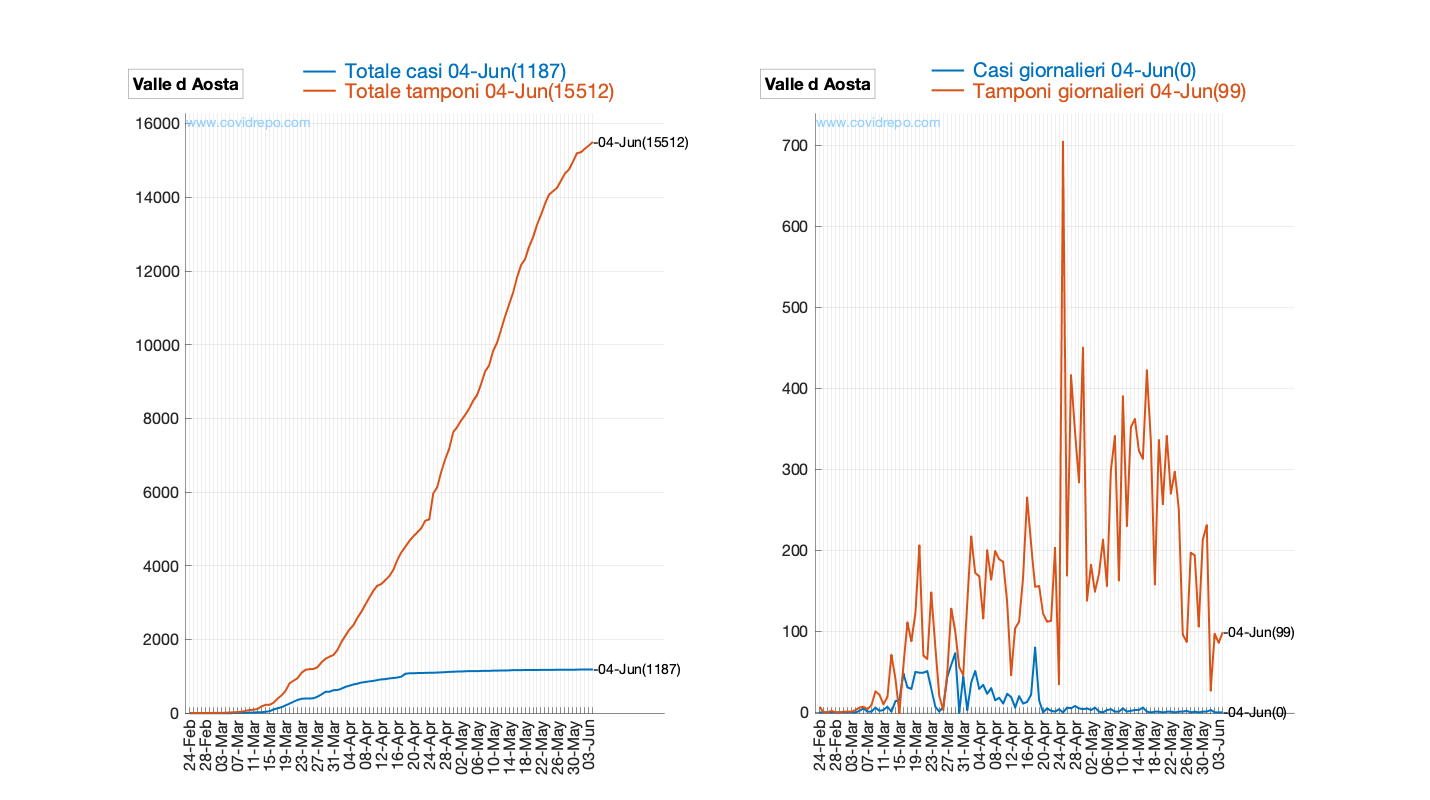 Valle d Aosta
Totale casi 04-Jun(1187)
Totale tamponi 04-Jun(15512)
www.covidrepo.com
16000
14000
12000
10000
8000
6000
4000
2000
0
-04-Jun(15512)
-04-Jun(1187)
24-Feb
28-Feb
03-Mar
07-Mar
11-Mar
15-Mar
19-Mar
23-Mar
27-Mar
31-Mar
04-Apr
08-Apr
12-Apr
16-Apr
20-Apr
24-Apr
28-Apr
02-May
06-May
10-May
14-May
18-May
22-May
26-May
30-May
03-Jun
Valle d Aosta
Casi giornalieri 04-Jun(0)
Tamponi giornalieri 04-Jun(99)
www.covidrepo.com
700
600
500
400
300
200
100
0
-04-Jun(99)
-04-Jun(0)
24-Feb
28-Feb
03-Mar
07-Mar
11-Mar
15-Mar
19-Mar
23-Mar
27-Mar
31-Mar
04-Apr
08-Apr
12-Apr
16-Apr
20-Apr
24-Apr
28-Apr
02-May
06-May
10-May
14-May
18-May
22-May
26-May
30-May
03-Jun